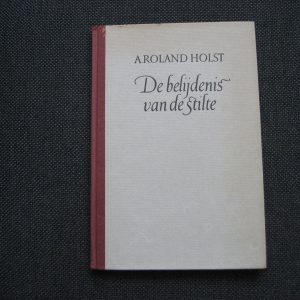 A. ROLAND HOLST
De belijdenis
van de stilte